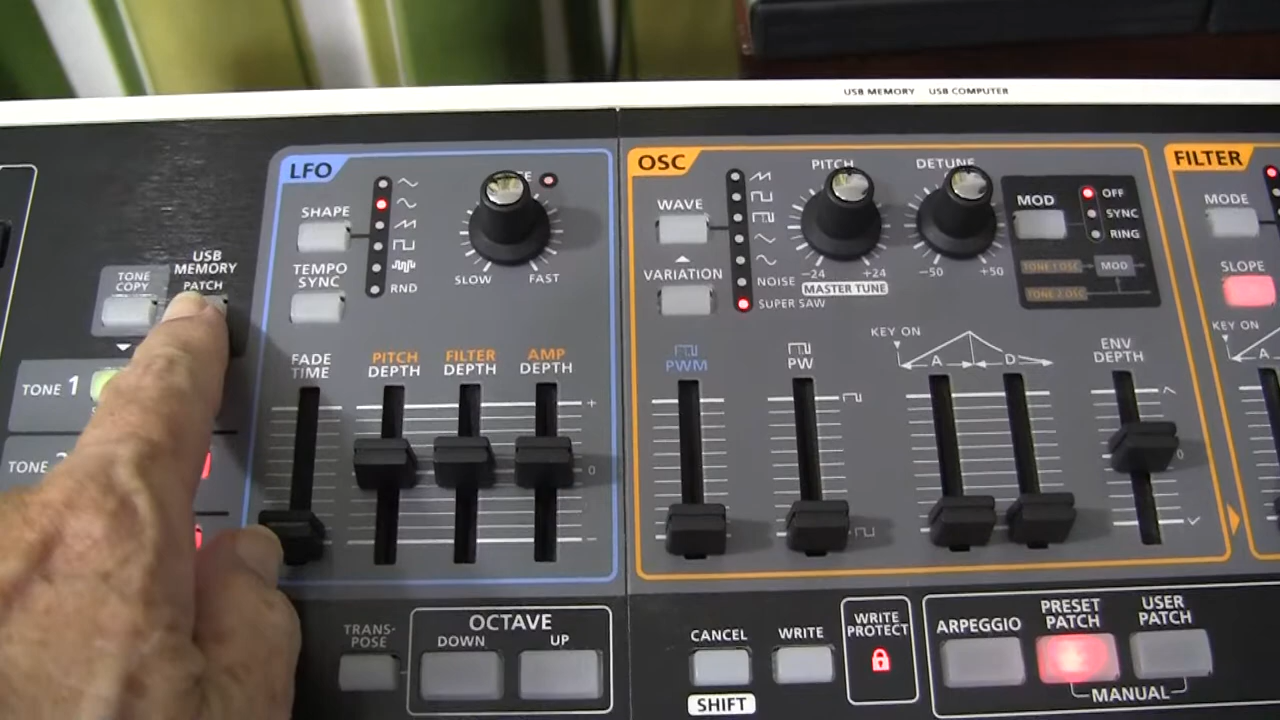 USB MEMORY USB COMPUTER
LFO
SHAPE
TEMPO
SYNC
RND
SLOW
FAST
FADE
TIME
PITCH
DEPTH
FILTER
DEPTH
AMP
DEPTH
+
0
−
OSC
WAVE
VARIATION
NOISE
SUPER SAW
PITCH
-24
+24
MASTER TUNE
DETUNE
-50
+50
MOD
OFF
SYNC
RING
TONE 1 OSC
MOD
TONE 2 OSC
PWM
PW
KEY ON
A
D
ENV
DEPTH
0
FILTER
MODE
SLOPE
KEY ON
A
USB
MEMORY
PATCH
TONE
COPY
TONE 1
TONE
TRANS-
POSE
OCTAVE
DOWN
UP
CANCEL
SHIFT
WRITE
WRITE
PROTECT
ARPEGGIO
PRESET
PATCH
USER
PATCH
MANUAL